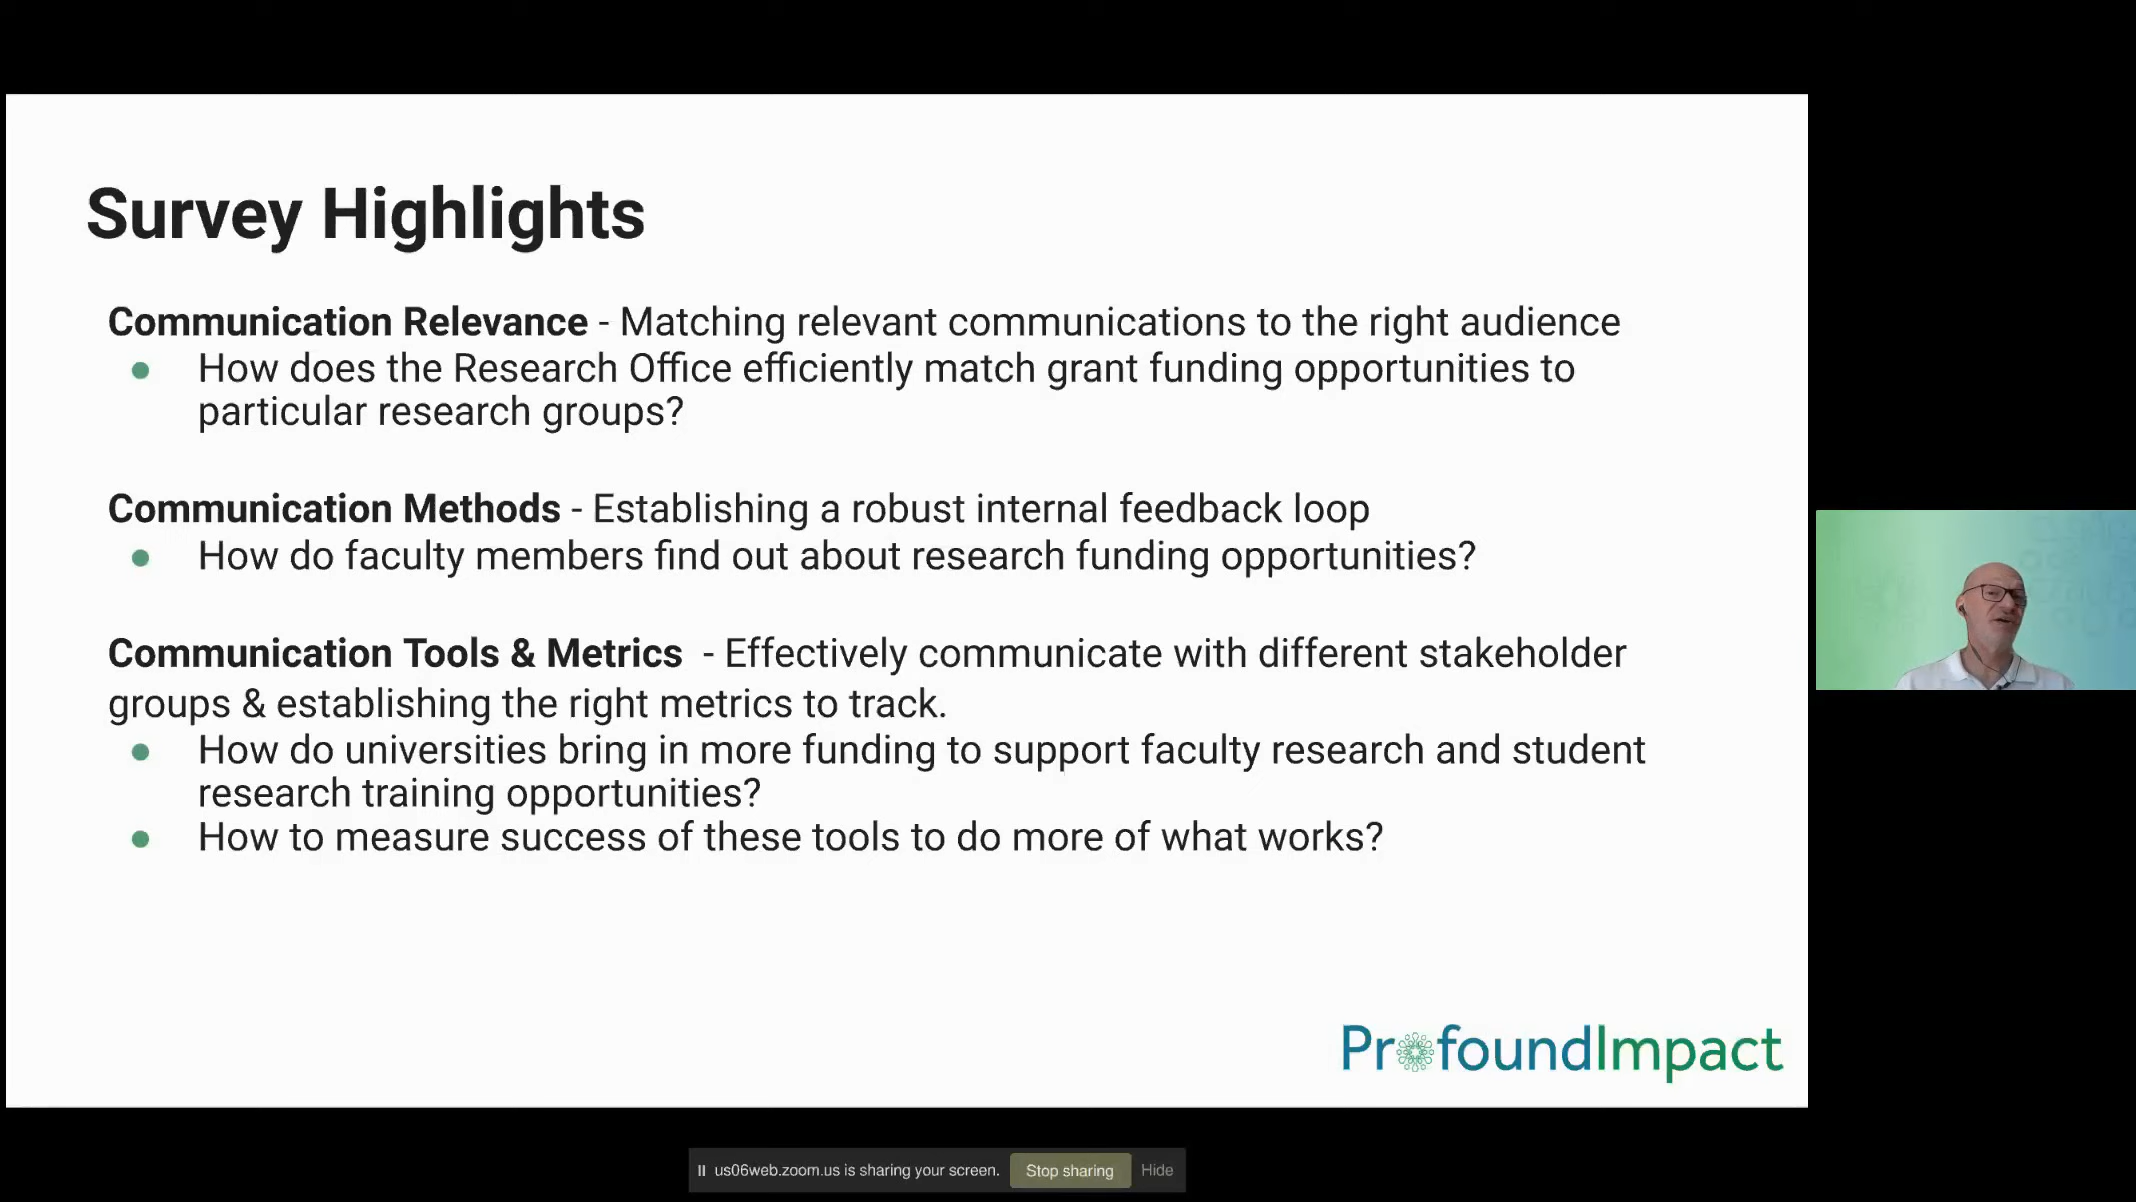 Survey Highlights
Communication Relevance - Matching relevant communications to the right audience
● How does the Research Office efficiently match grant funding opportunities to
particular research groups?
Communication Methods - Establishing a robust internal feedback loop
● How do faculty members find out about research funding opportunities?
Communication Tools & Metrics - Effectively communicate with different stakeholder
groups & establishing the right metrics to track.
● How do universities bring in more funding to support faculty research and student
research training opportunities?
● How to measure success of these tools to do more of what works?
ProfoundImpact
us06web.zoom.us is sharing your screen. Stop sharing Hide